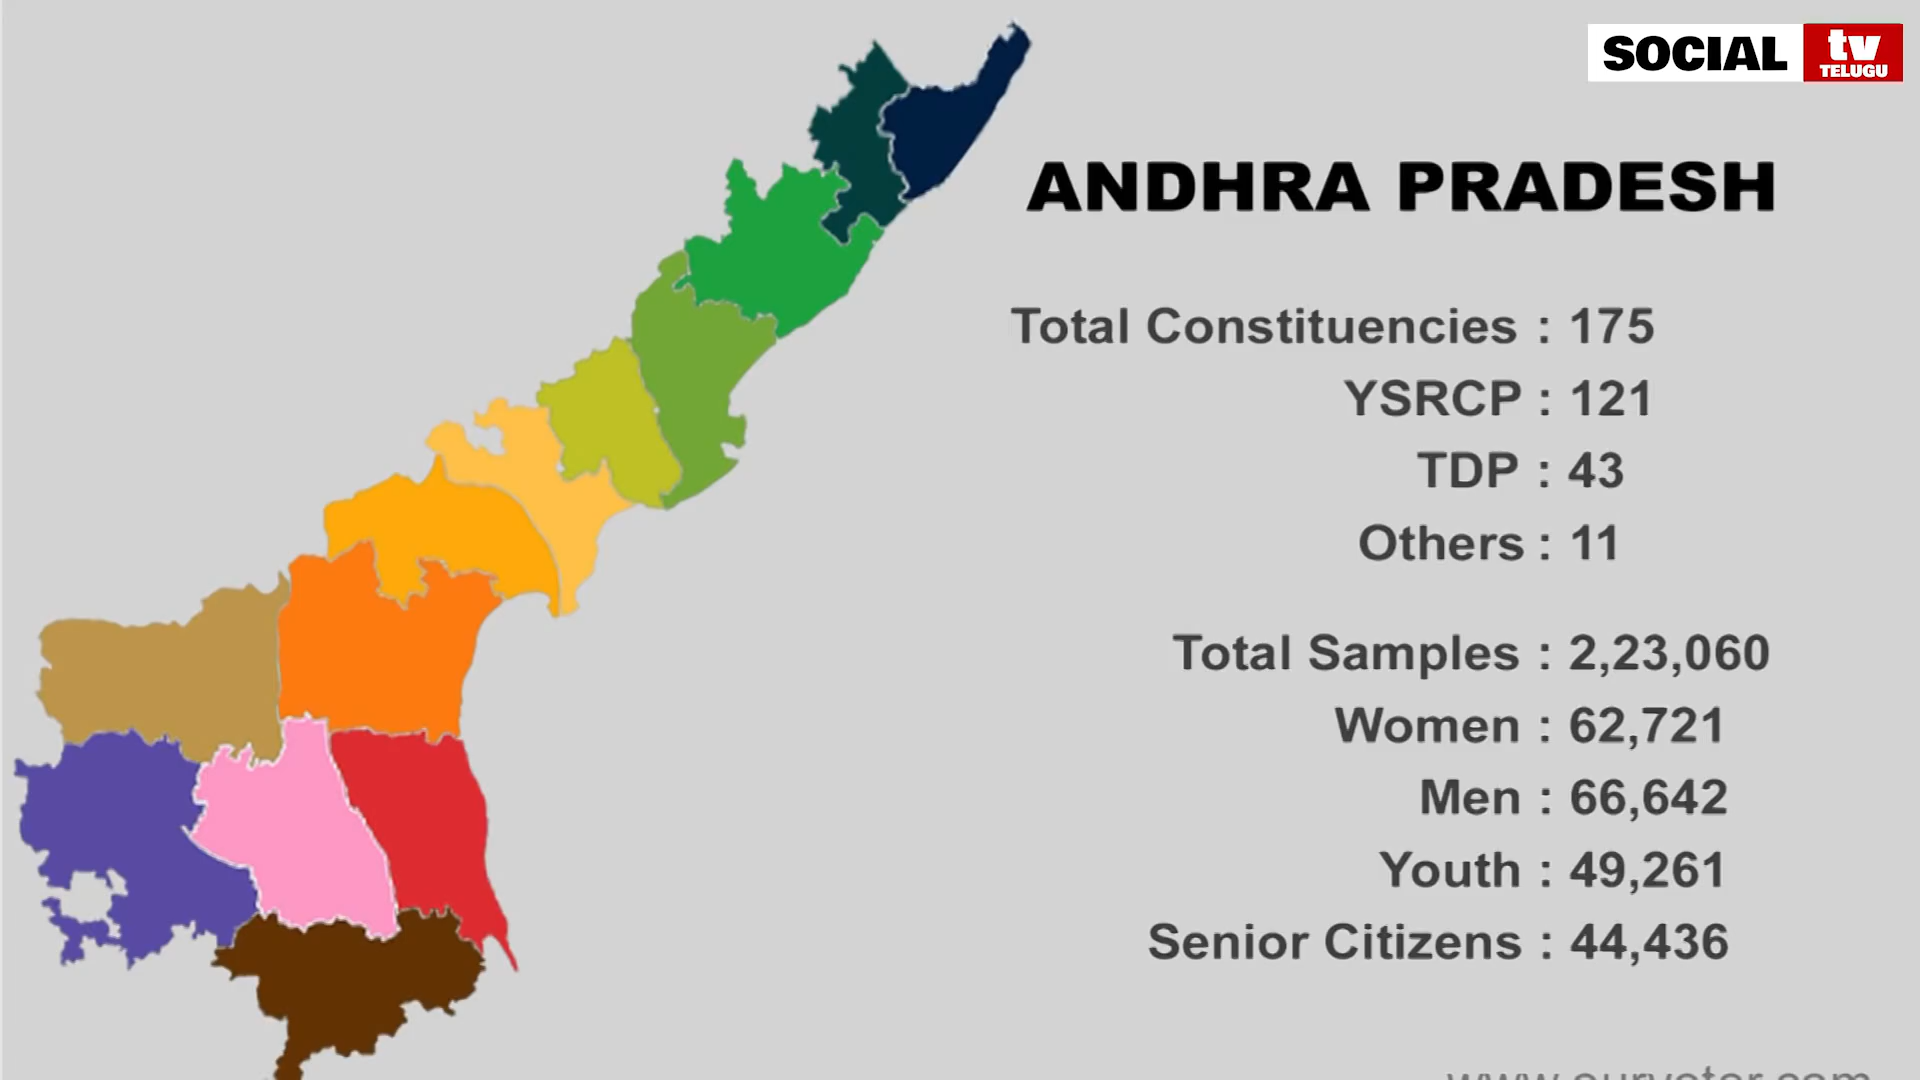 SOCIAL tv TELUGU
ANDHRA PRADESH
Total Constituencies : 175
YSRCP : 121
TDP : 43
Others : 11
Total Samples : 2,23,060
Women : 62,721
Men : 66,642
Youth : 49,261
Senior Citizens : 44,436